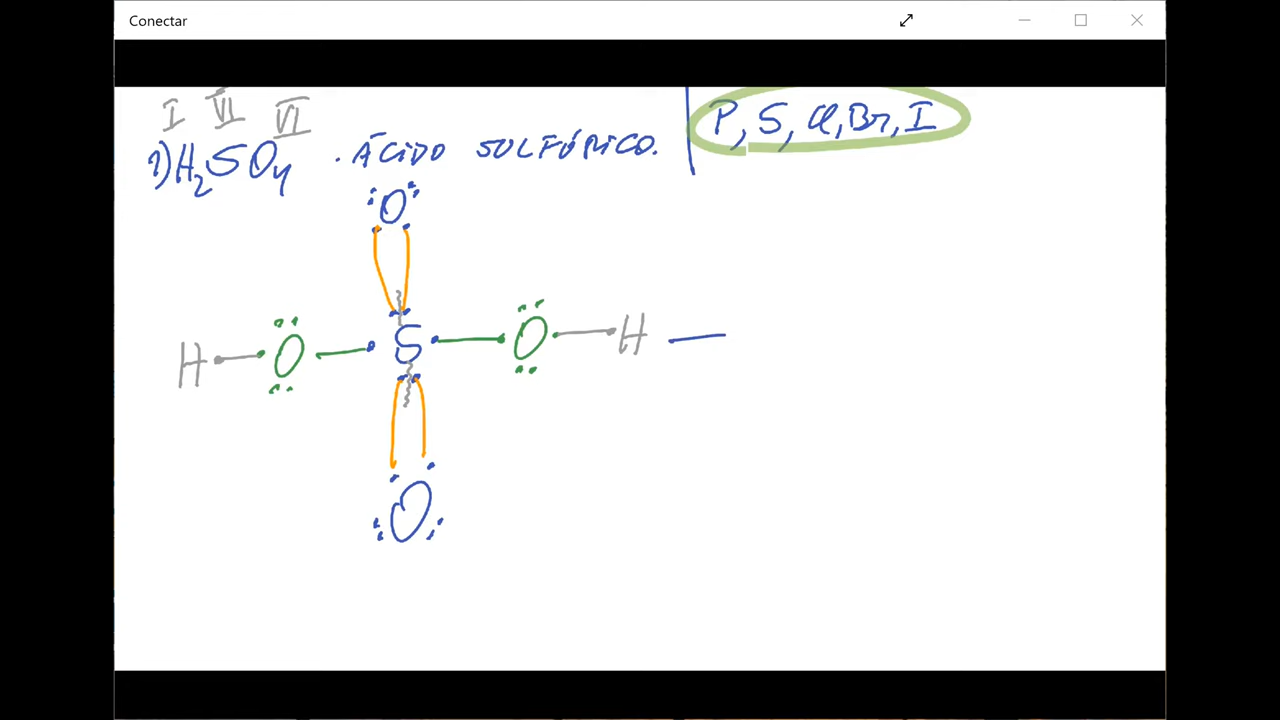 Conectar
I VI VI
P, S, Cl, Br, I
1) H₂SO₄ . ÁCIDO SULFÚRICO.
O
H O S O H
O